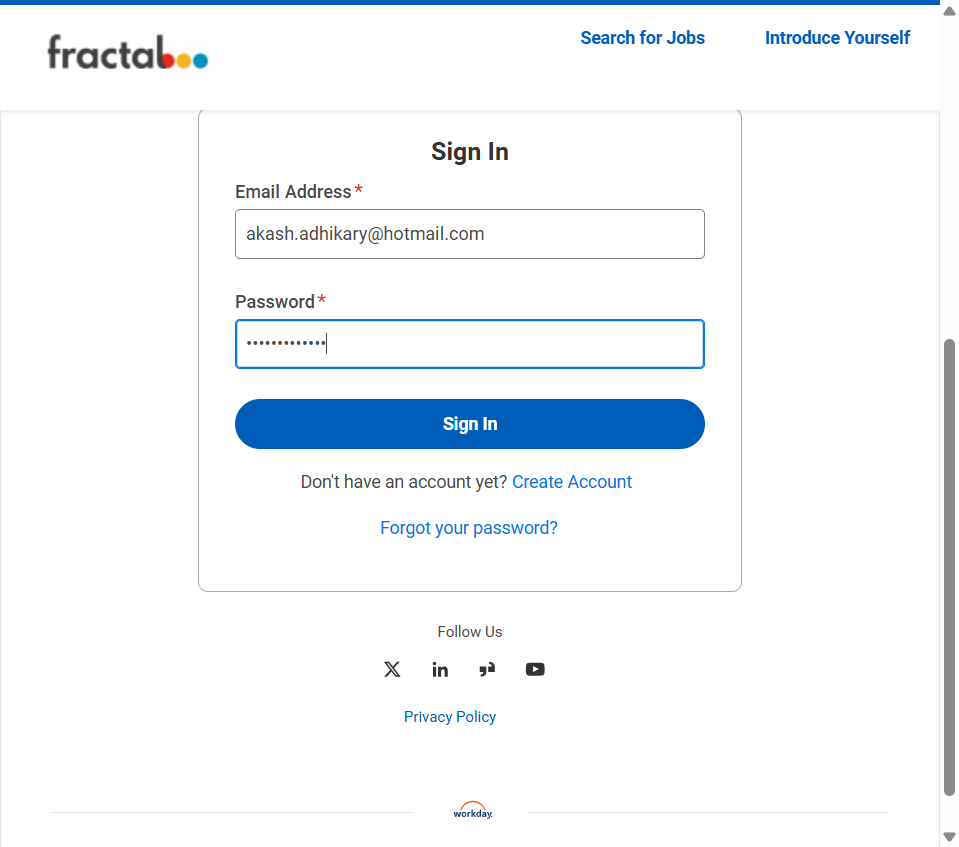 fractal
Search for Jobs
Introduce Yourself
Sign In
Email Address*
akash.adhikary@hotmail.com
Password*
•••••••••••••
Sign In
Don't have an account yet? Create Account
Forgot your password?
Follow Us
Privacy Policy
workday.